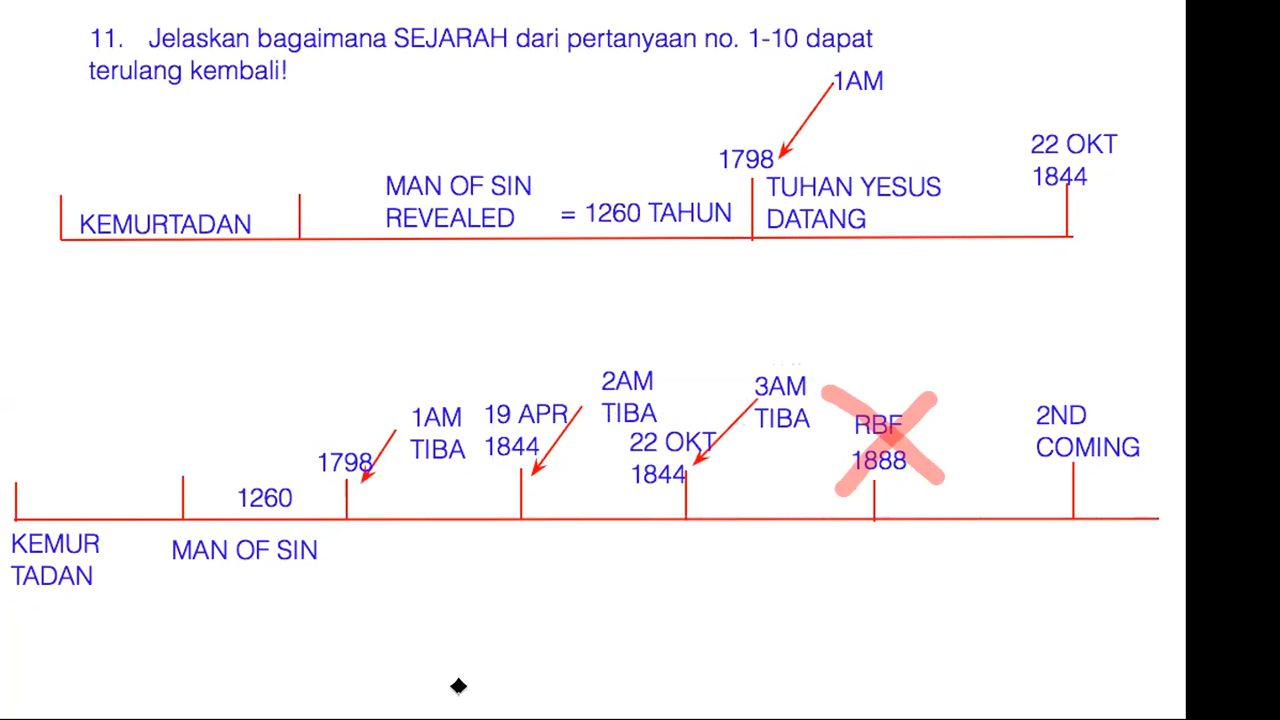 11. Jelaskan bagaimana SEJARAH dari pertanyaan no. 1-10 dapat
terulang kembali!
1AM
1798
22 OKT
1844
KEMURTADAN
MAN OF SIN
REVEALED
= 1260 TAHUN
TUHAN YESUS
DATANG
1798
1AM
TIBA
19 APR
1844
2AM
TIBA
22 OKT
1844
3AM
TIBA
RBF
1888
2ND
COMING
1260
KEMUR
TADAN
MAN OF SIN